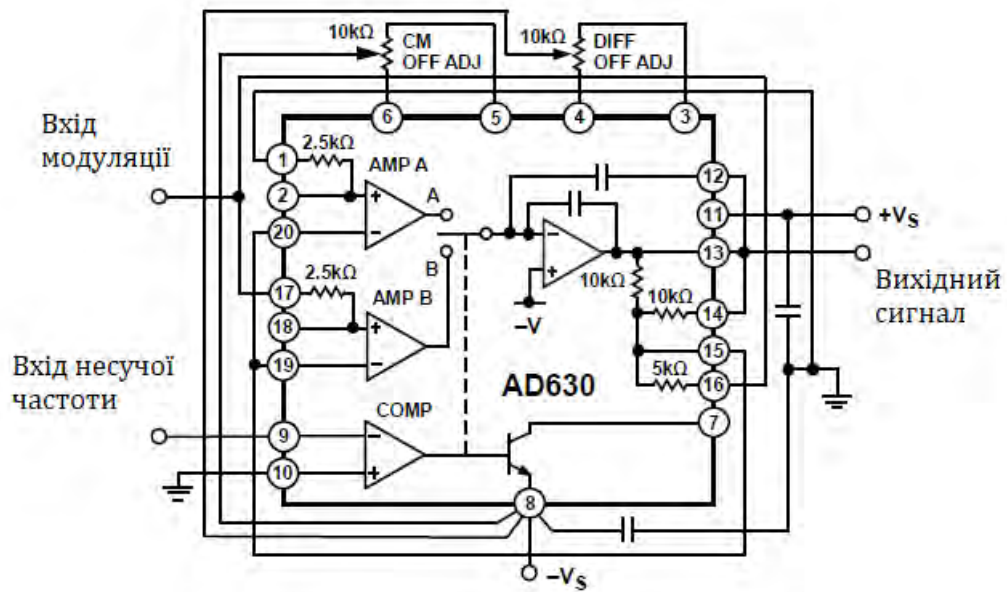 10kΩ
CM
OFF ADJ
10kΩ
DIFF
OFF ADJ
6
5
4
3
Вхід
модуляції
1
2.5kΩ
AMP A
A
12
2
+
11
+VS
20
−
B
−
13
2.5kΩ
+
10kΩ
Вихідний
сигнал
17
AMP B
−V
10kΩ
14
18
+
15
19
−
5kΩ
16
AD630
Вхід несучої
частоти
COMP
7
9
−
10
+
8
−VS